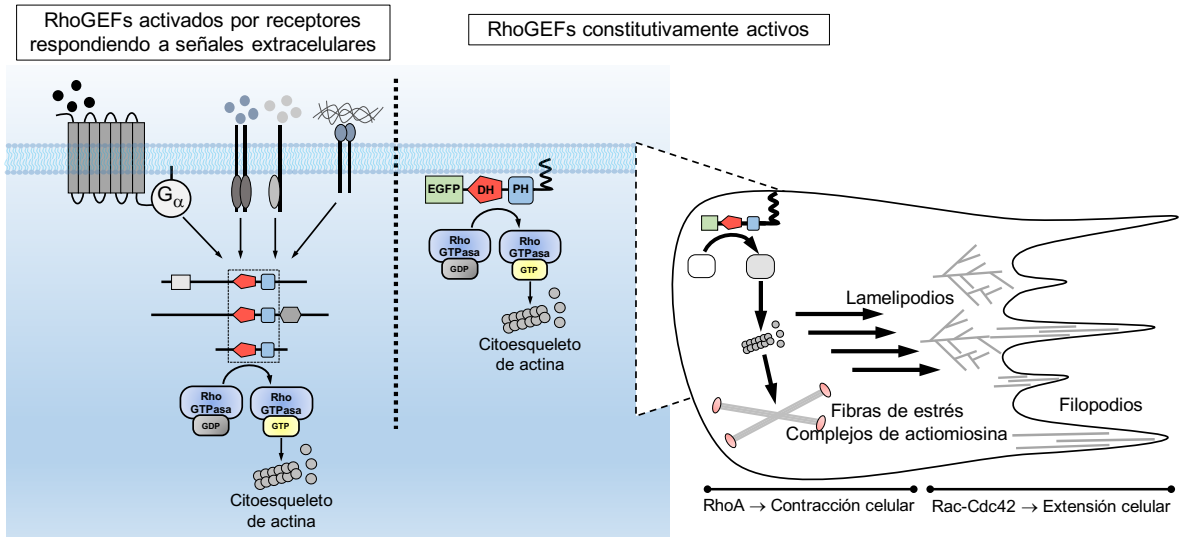 RhoGEFs activados por receptores
respondiendo a señales extracelulares
RhoGEFs constitutivamente activos
Gα
EGFP
DH
PH
Rho
GTPasa
GDP
Rho
GTPasa
GTP
Citoesqueleto
de actina
Rho
GTPasa
GDP
Rho
GTPasa
GTP
Citoesqueleto
de actina
Lamelipodios
Fibras de estrés
Complejos de actiomiosina
Filopodios
RhoA → Contracción celular
Rac-Cdc42 → Extensión celular